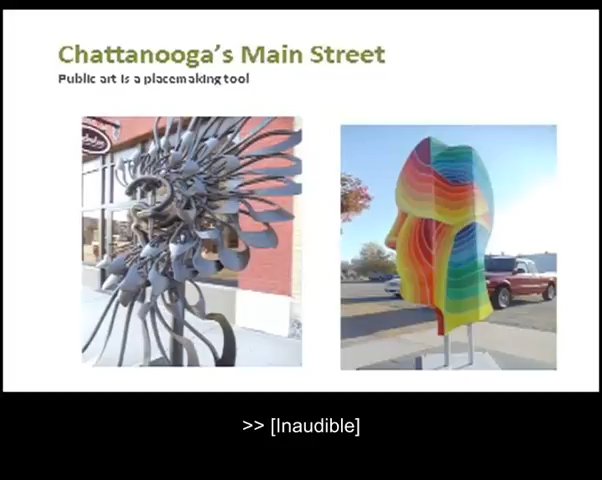 Chattanooga's Main Street
Public art is a placemaking tool
>> [Inaudible]